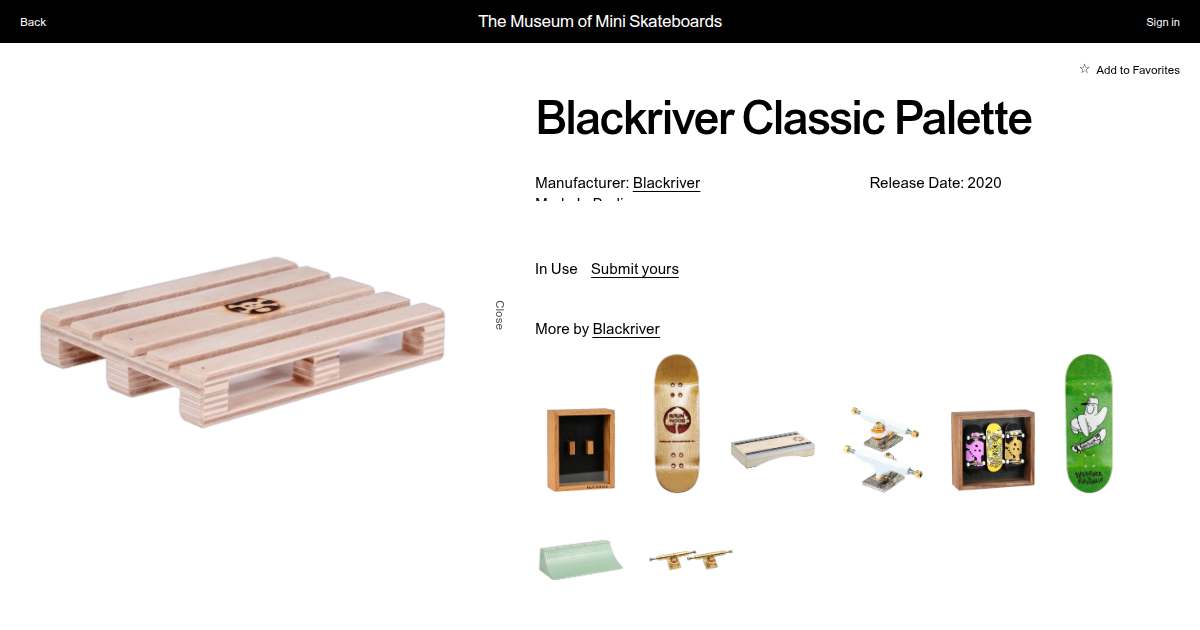 Back
The Museum of Mini Skateboards
Sign in
☆ Add to Favorites
Blackriver Classic Palette
Manufacturer: Blackriver
Release Date: 2020
In Use Submit yours
Close
More by Blackriver